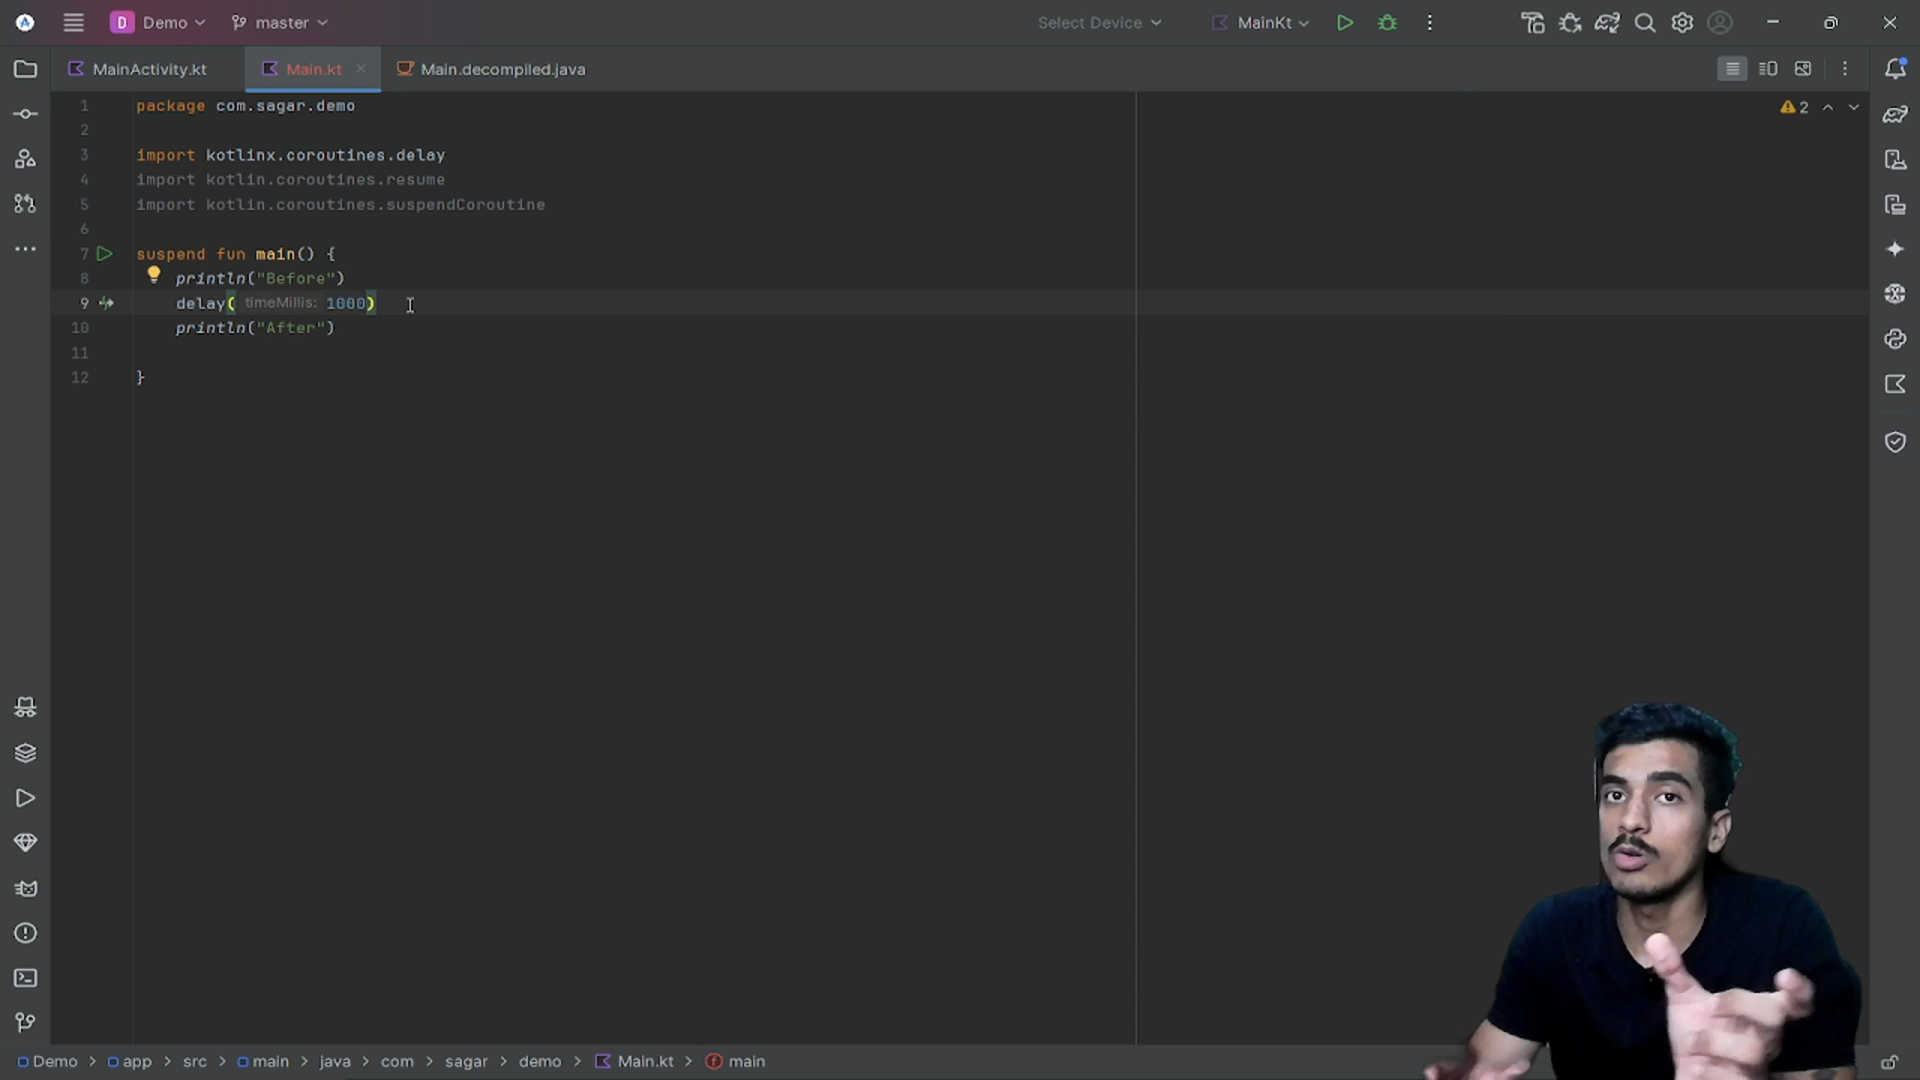 D Demo master Select Device MainKt
MainActivity.kt Main.kt Main.decompiled.java
1 package com.sagar.demo 2
2
3 import kotlinx.coroutines.delay
4 import kotlin.coroutines.resume
5 import kotlin.coroutines.suspendCoroutine
6
7 suspend fun main() {
8 println("Before")
9 delay( timeMillis: 1000)
10 println("After")
11
12 }
Demo > app > src > main > java > com > sagar > demo > Main.kt > f main